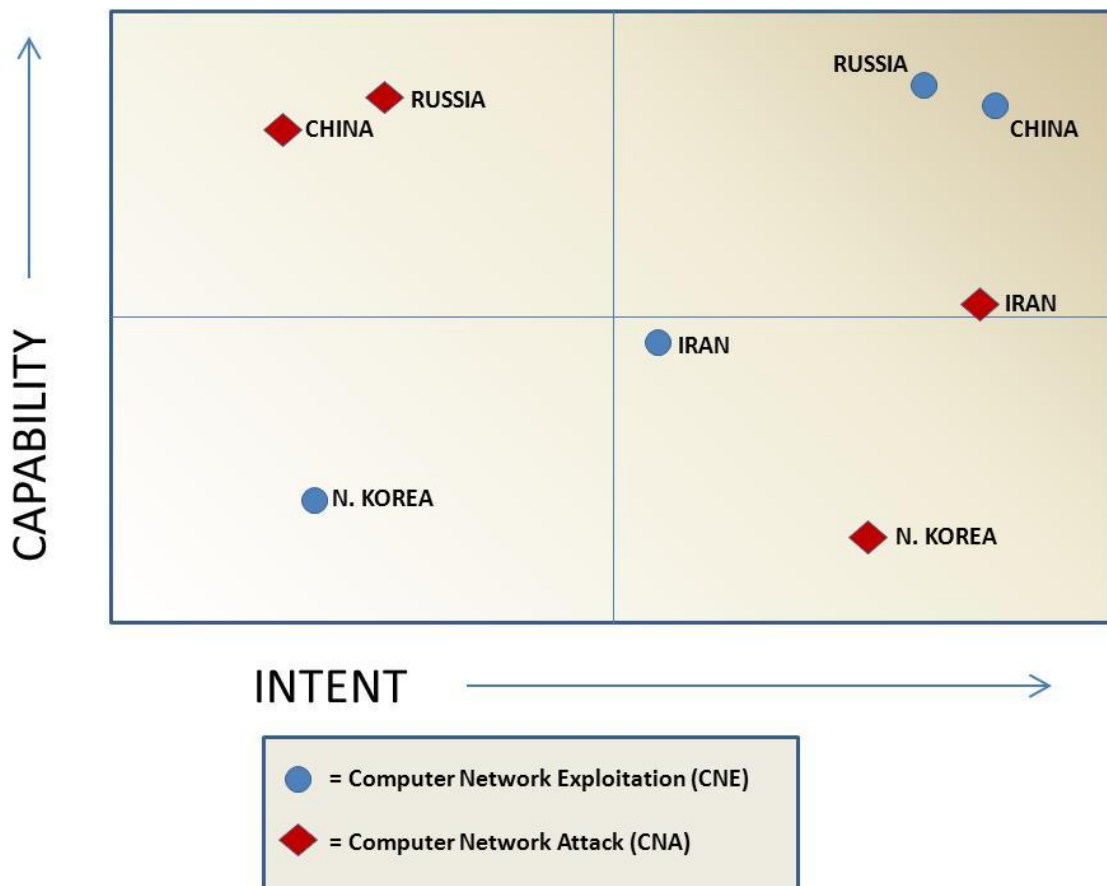 RUSSIA
RUSSIA
CHINA
CHINA
IRAN
IRAN
N. KOREA
N. KOREA
CAPABILITY
INTENT
= Computer Network Exploitation (CNE)
= Computer Network Attack (CNA)